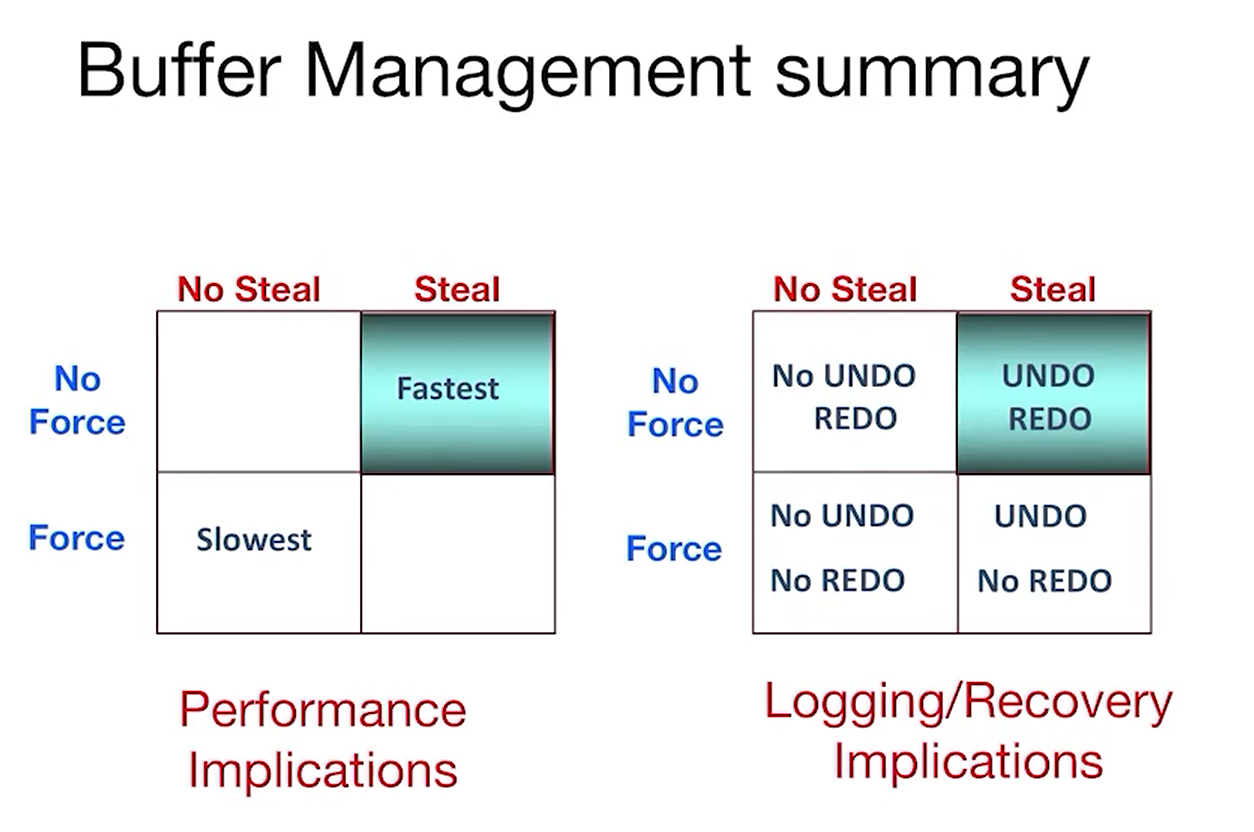 Buffer Management summary
No Steal
Steal
No
Force
Fastest
Force
Slowest
Performance
Implications
No Steal
Steal
No
Force
No UNDO
REDO
UNDO
REDO
Force
No UNDO
No REDO
UNDO
No REDO
Logging/Recovery
Implications